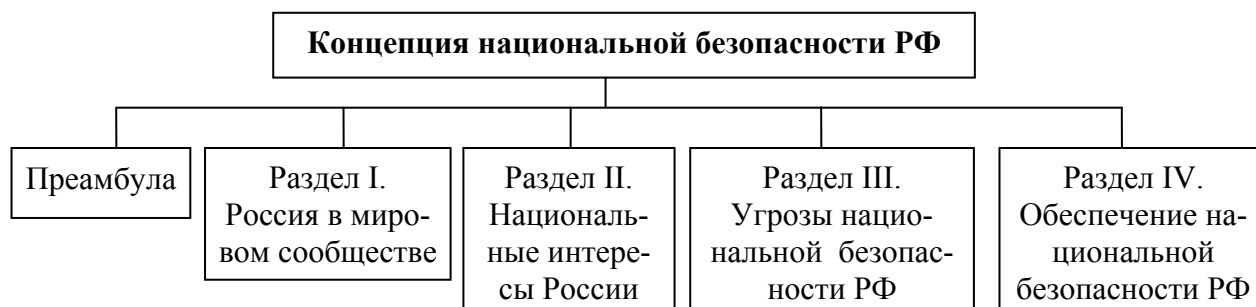 Концепция национальной безопасности РФ
Преамбула
Раздел I.
Россия в миро-
вом сообществе
Раздел II.
Националь-
ные интере-
сы России
Раздел III.
Угрозы нацио-
нальной безопас-
ности РФ
Раздел IV.
Обеспечение на-
циональной
безопасности РФ